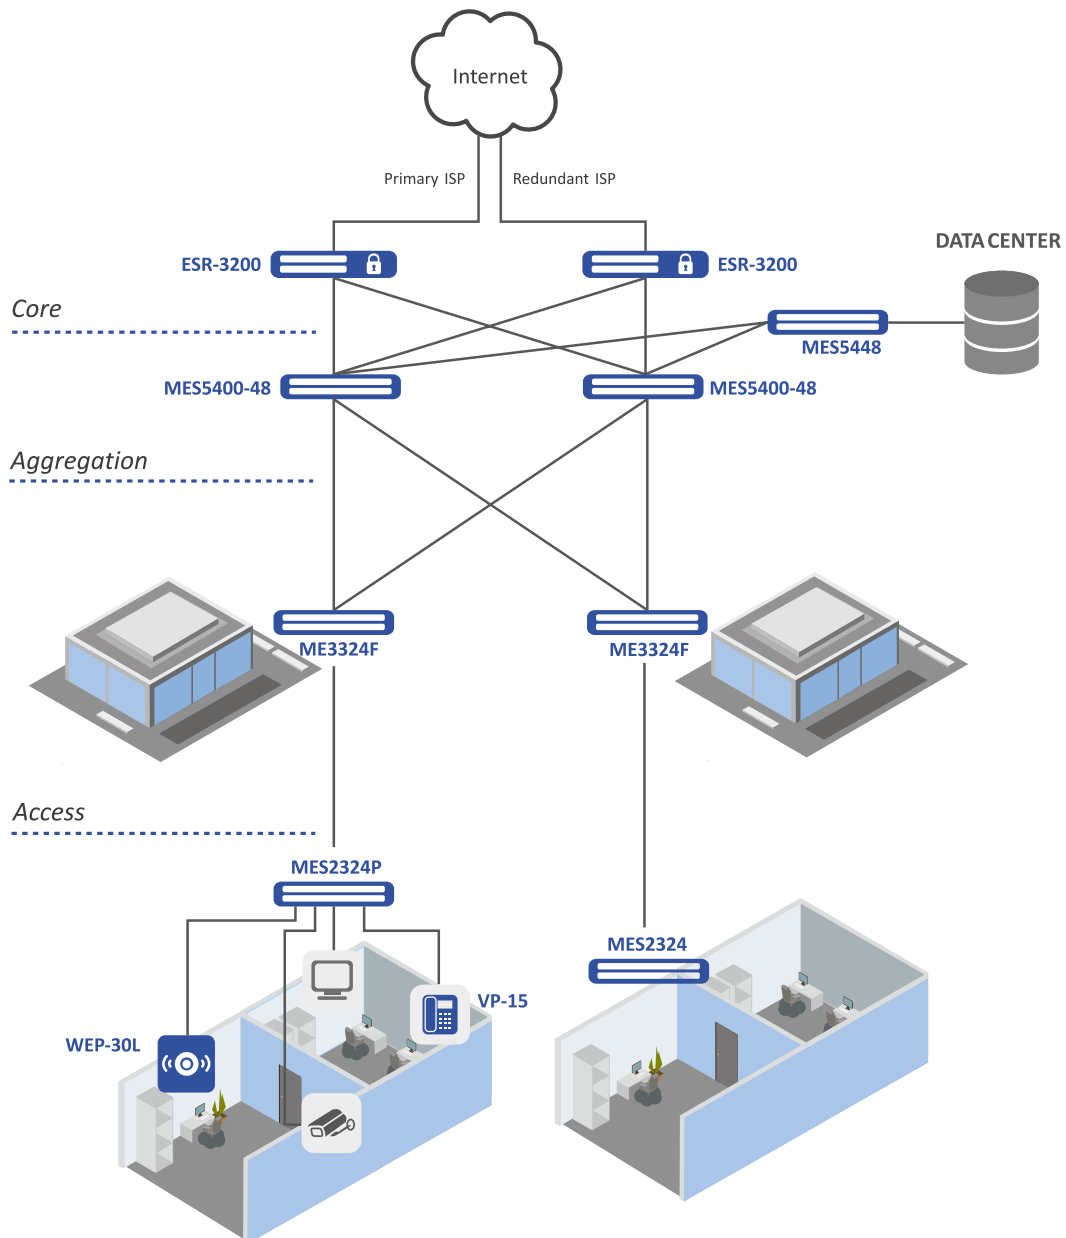 Internet
Primary ISP
Redundant ISP
DATA CENTER
ESR-3200
ESR-3200
Core
MES5448
MES5400-48
MES5400-48
Aggregation
ME3324F
ME3324F
Access
MES2324P
MES2324
VP-15
WEP-30L